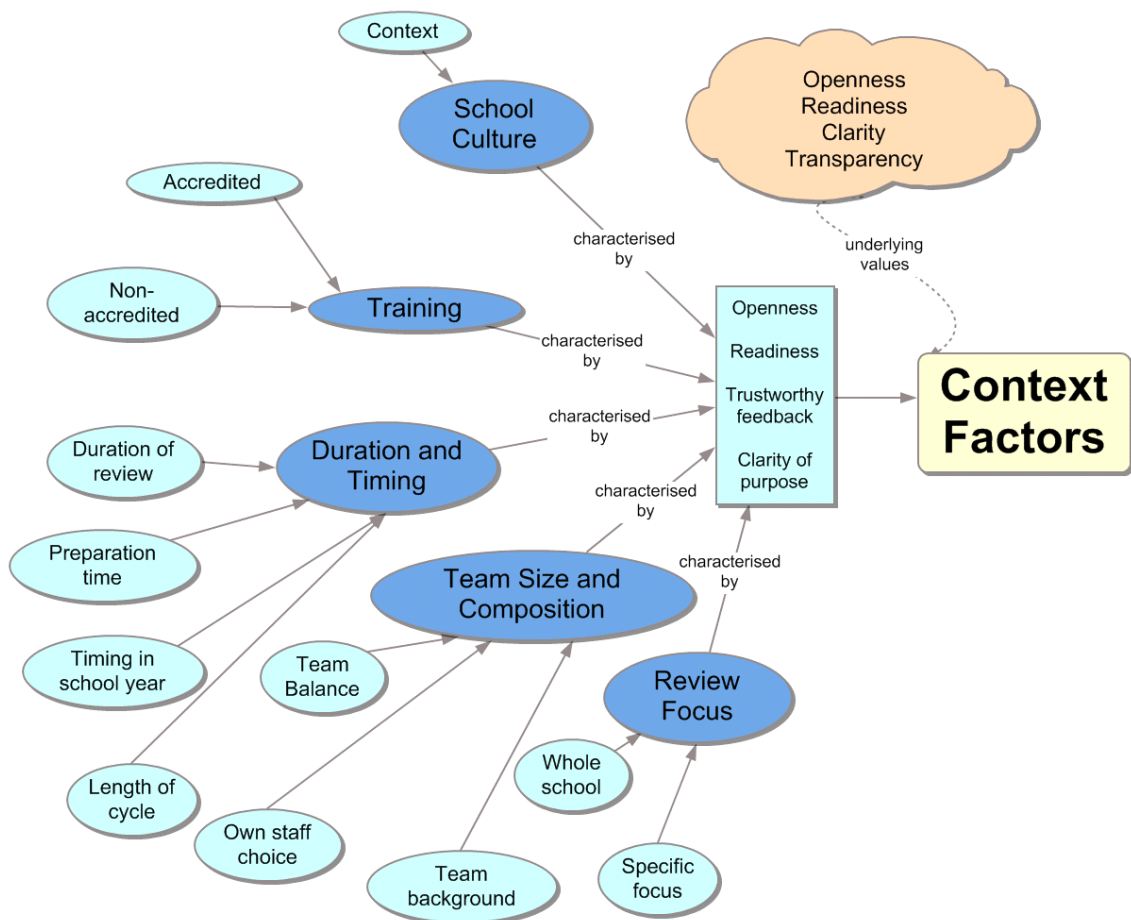 Context
School
Culture
Openness
Readiness
Clarity
Transparency
Accredited
characterised
by
underlying
values
Non-
accredited
Training
characterised
by
Openness
Readiness
Trustworthy
feedback
Clarity of
purpose
Context
Factors
Duration of
review
Duration and
Timing
characterised
by
characterised
by
Preparation
time
Team Size and
Composition
characterised
by
Timing in
school year
Team
Balance
Review
Focus
Length of
cycle
Whole
school
Own staff
choice
Team
background
Specific
focus